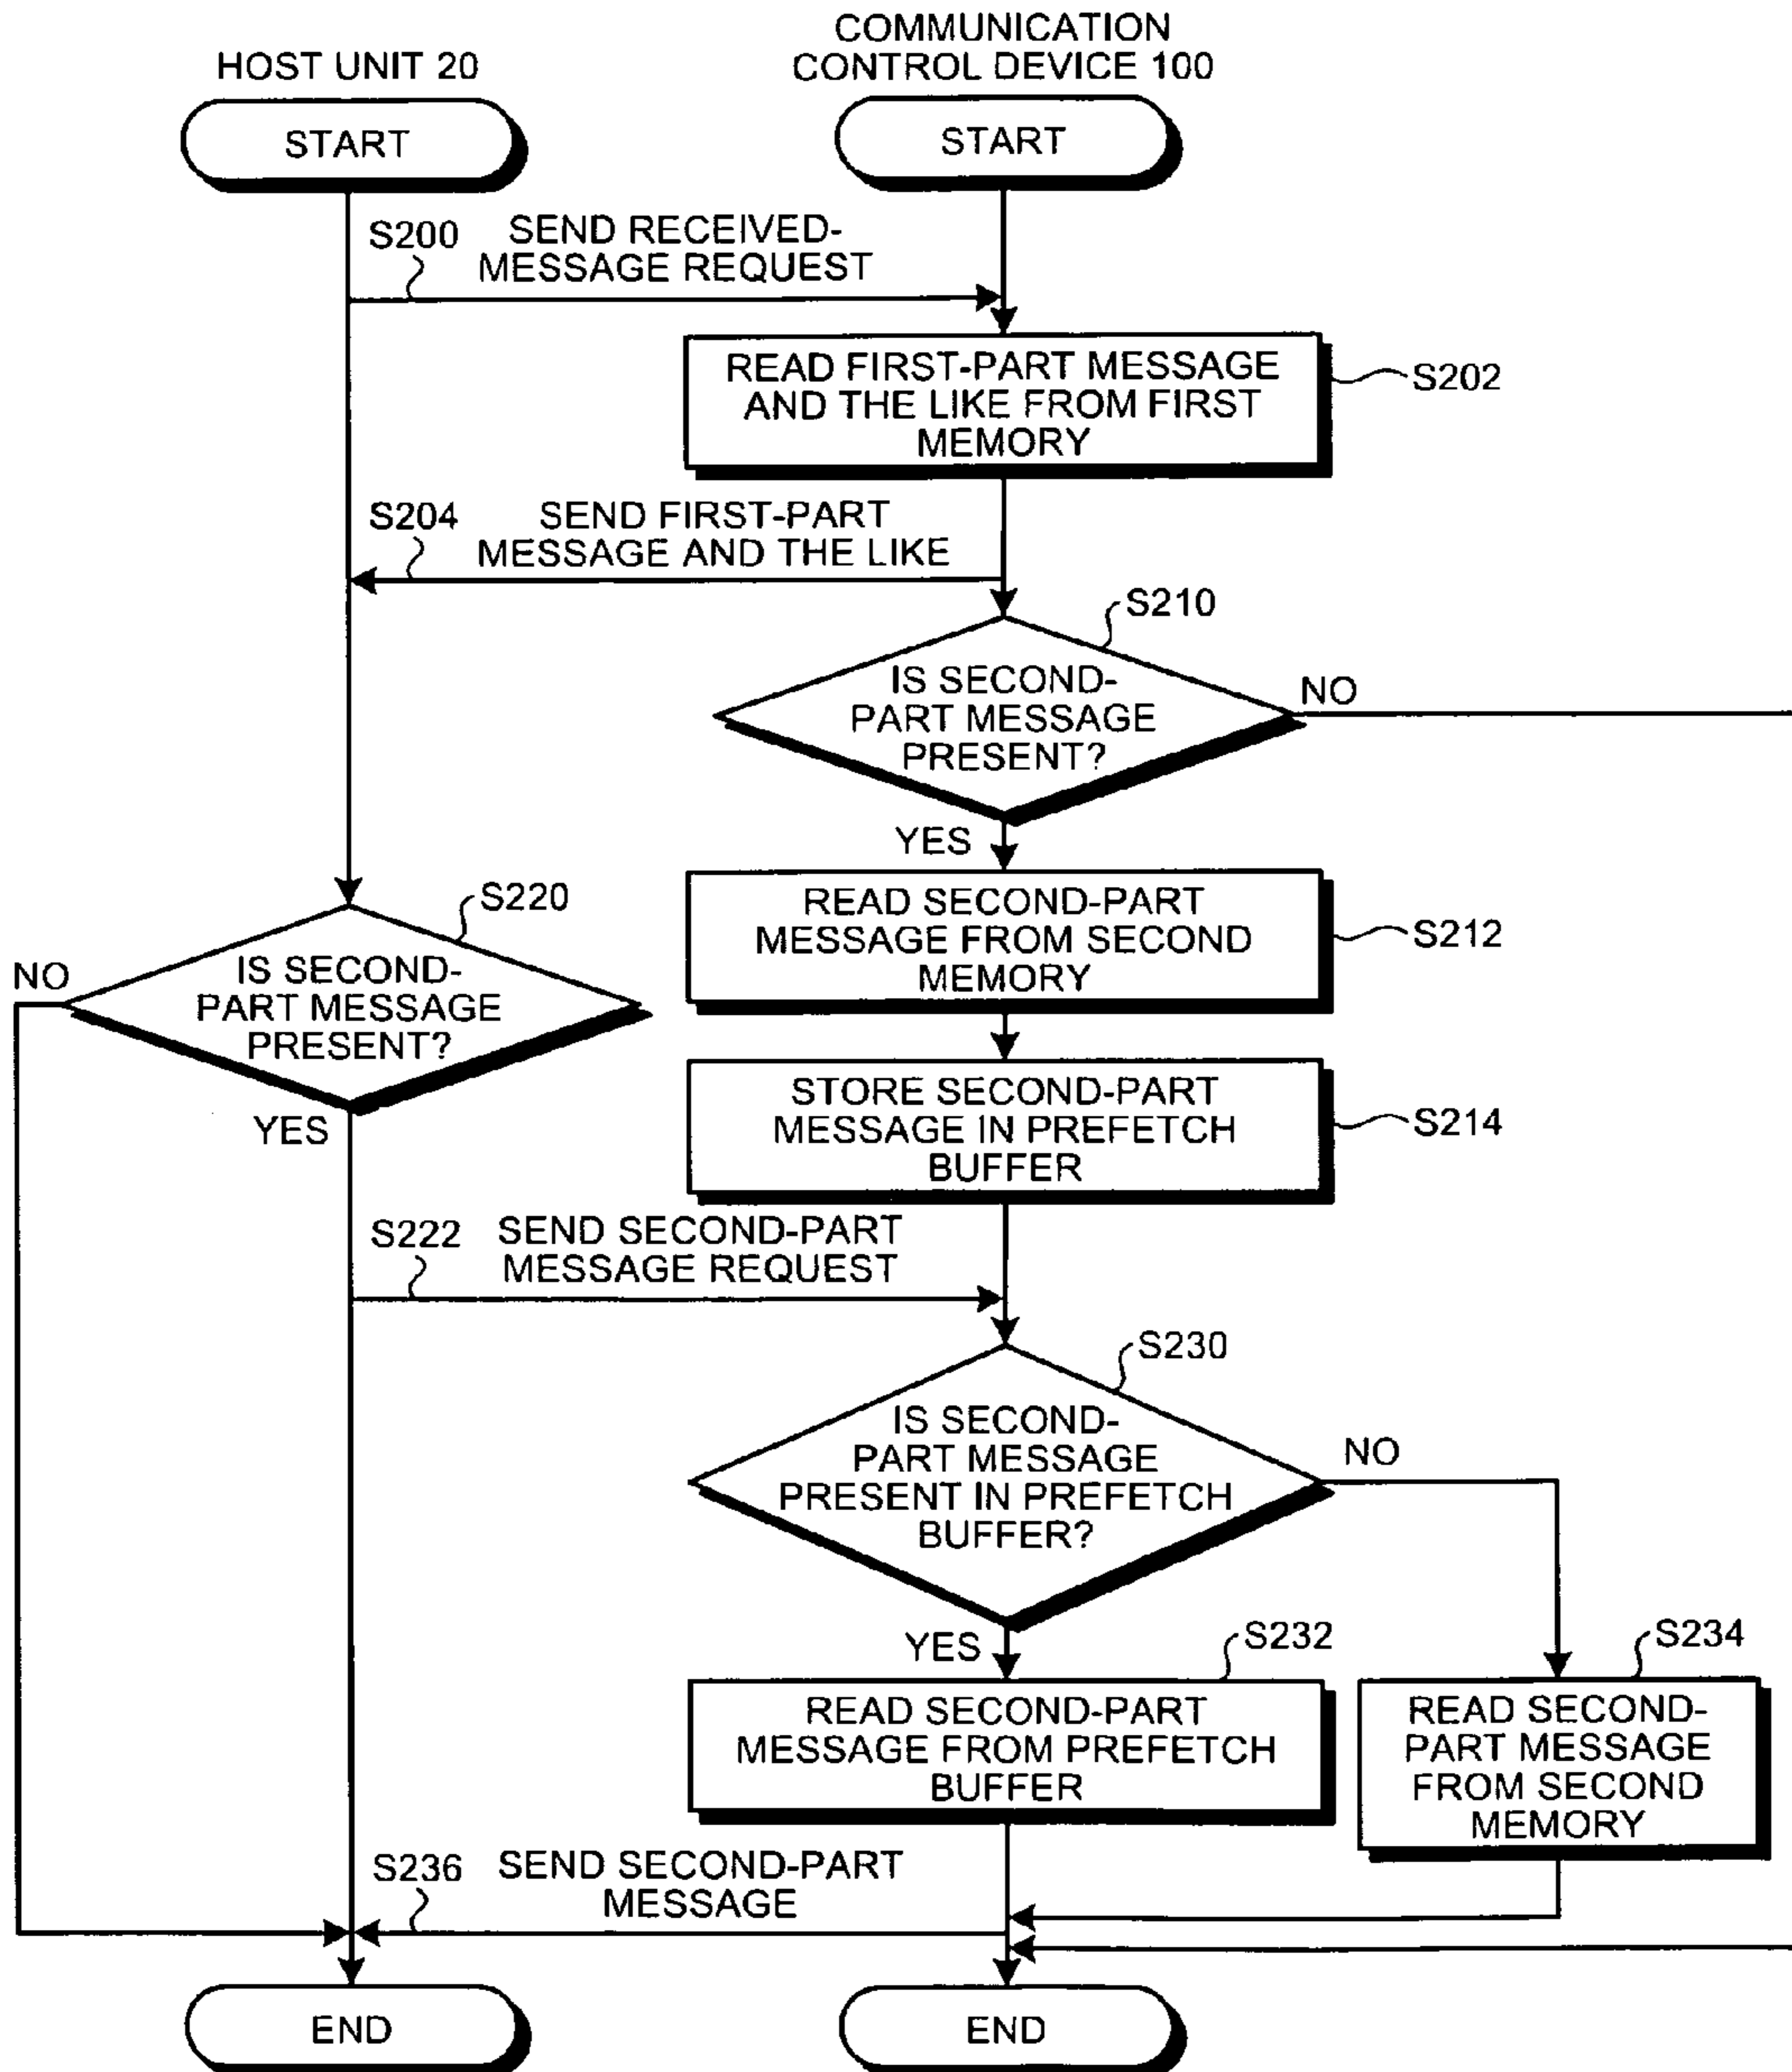 COMMUNICATION
HOST UNIT 20
CONTROL DEVICE 100
START
START
S200
SEND RECEIVED-
MESSAGE REQUEST
READ FIRST-PART MESSAGE
AND THE LIKE FROM FIRST
MEMORY
S202
S204
SEND FIRST-PART
MESSAGE AND THE LIKE
S210
IS SECOND-
PART MESSAGE
PRESENT?
NO
YES
READ SECOND-PART
MESSAGE FROM SECOND
MEMORY
S212
S220
NO
IS SECOND-
PART MESSAGE
PRESENT?
YES
STORE SECOND-PART
MESSAGE IN PREFETCH
BUFFER
S214
S222
SEND SECOND-PART
MESSAGE REQUEST
S230
IS SECOND-
PART MESSAGE
PRESENT IN PREFETCH
BUFFER?
NO
YES
S232
READ SECOND-PART
MESSAGE FROM PREFETCH
BUFFER
S234
READ SECOND-
PART MESSAGE
FROM SECOND
MEMORY
S236
SEND SECOND-PART
MESSAGE
END
END